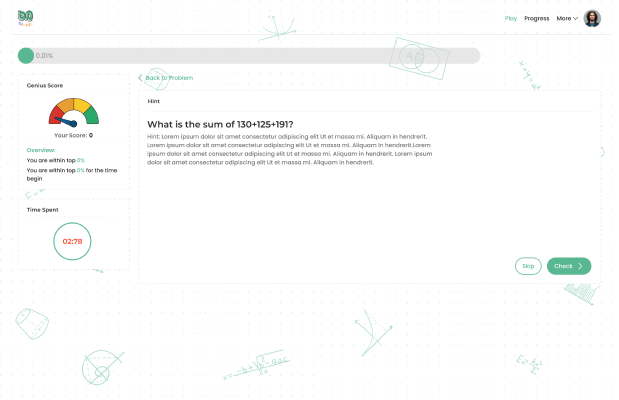 Play Progress More
0.01%
Genius Score
Your Score: 0
Overview:
You are within top 0%
You are within top 0% for the time
begin
Time Spent
02:78
Back to Problem
Hint
What is the sum of 130+125+191?
Hint: Lorem ipsum dolor sit amet consectetur adipiscing elit Ut et massa mi. Aliquam in hendrerit.
Lorem ipsum dolor sit amet consectetur adipiscing elit Ut et massa mi. Aliquam in hendrerit.Lorem
ipsum dolor sit amet consectetur adipiscing elit Ut et massa mi. Aliquam in hendrerit. Lorem ipsum
dolor sit amet consectetur adipiscing elit Ut et massa mi. Aliquam in hendrerit.
Skip
Check